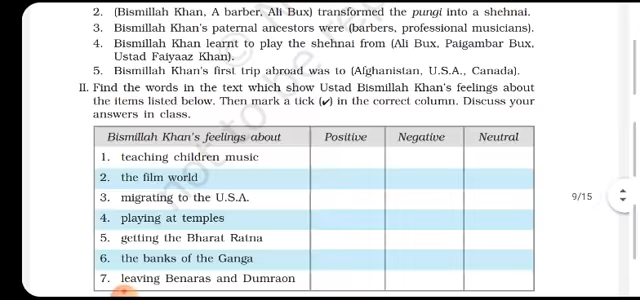 2. (Bismillah Khan, A barber, Ali Bux) transformed the pungi into a shehnai.
3. Bismillah Khan's paternal ancestors were (barbers, professional musicians).
4. Bismillah Khan learnt to play the shehnai from (Ali Bux, Paigambar Bux,
Ustad Faiyaaz Khan).
5. Bismillah Khan's first trip abroad was to (Afghanistan, U.S.A., Canada).
II. Find the words in the text which show Ustad Bismillah Khan's feelings about
the items listed below. Then mark a tick (✔) in the correct column. Discuss your
answers in class.
Bismillah Khan's feelings about Positive Negative Neutral
1. teaching children music
2. the film world
3. migrating to the U.S.A.
4. playing at temples
5. getting the Bharat Ratna
6. the banks of the Ganga
7. leaving Benaras and Dumraon
9/15
not to be rep